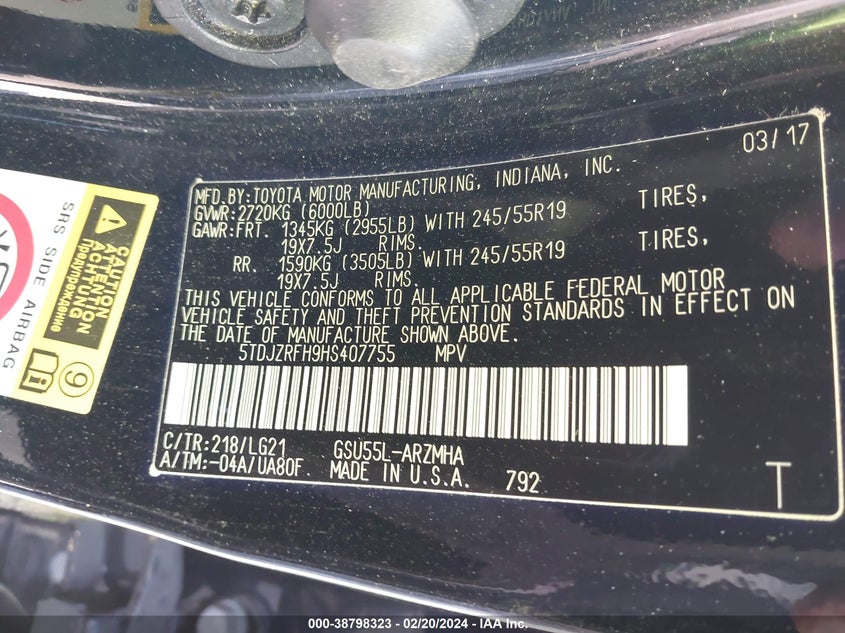 03/17
MFD.BY:TOYOTA MOTOR MANUFACTURING, INDIANA, INC.
GVWR:2720KG (6000LB)
GAWR:FRT. 1345KG (2955LB) WITH 245/55R19 TIRES,
19X7.5J RIMS.
RR. 1590KG (3505LB) WITH 245/55R19 TIRES,
19X7.5J RIMS.
THIS VEHICLE CONFORMS TO ALL APPLICABLE FEDERAL MOTOR
VEHICLE SAFETY AND THEFT PREVENTION STANDARDS IN EFFECT ON
THE DATE OF MANUFACTURE SHOWN ABOVE.
5TDJZRFH9HS407755 MPV
C/TR:218/LG21 GSU55L-ARZMHA
A/TM:-04A/UA80F. MADE IN U.S.A. 792
T
SRS SIDE AIRBAG
CAUTION
ATTENTION
ACHTUNG
Предупреждение
9
000-38798323 - 02/20/2024 - IAA Inc.